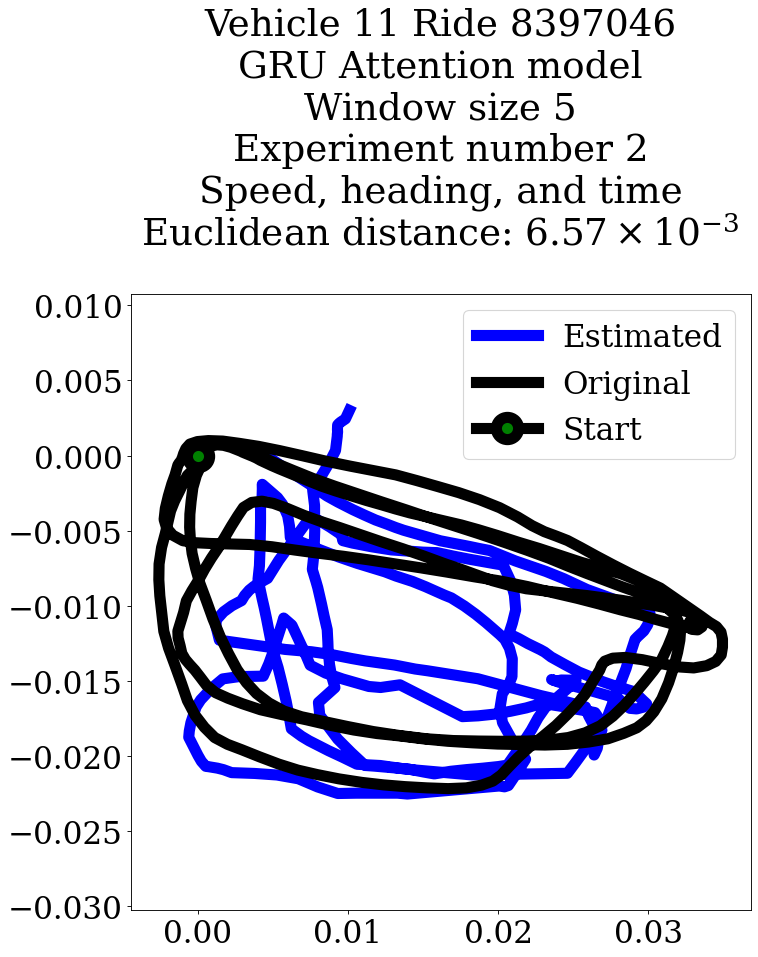 Vehicle 11 Ride 8397046
GRU Attention model
Window size 5
Experiment number 2
Speed, heading, and time
Euclidean distance: 6.57 × 10⁻³
Estimated
Original
Start
0.010
0.005
0.000
−0.005
−0.010
−0.015
−0.020
−0.025
−0.030
0.00 0.01 0.02 0.03